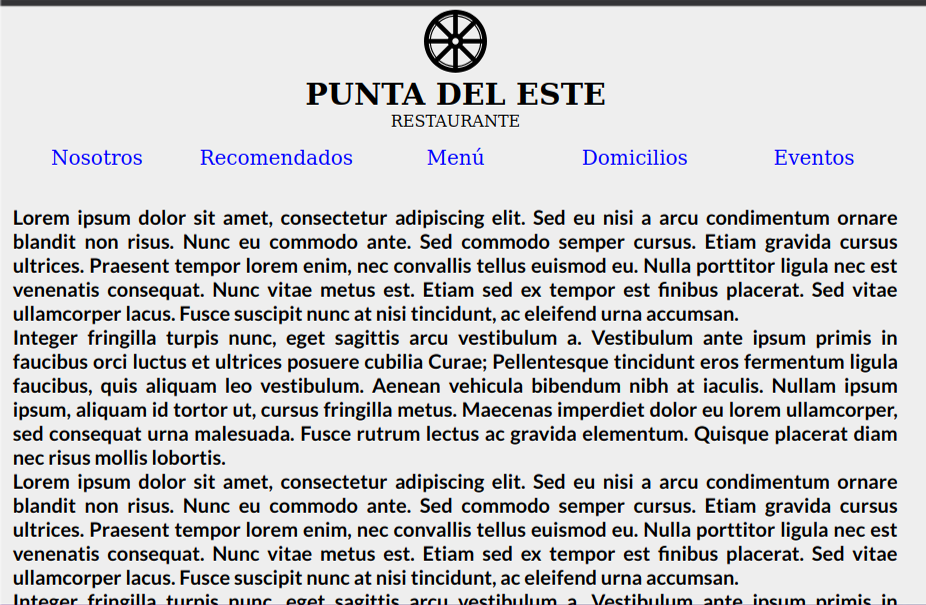 PUNTA DEL ESTE
RESTAURANTE
Nosotros Recomendados Menú Domicilios Eventos
Lorem ipsum dolor sit amet, consectetur adipiscing elit. Sed eu nisi a arcu condimentum ornare
blandit non risus. Nunc eu commodo ante. Sed commodo semper cursus. Etiam gravida cursus
ultrices. Praesent tempor lorem enim, nec convallis tellus euismod eu. Nulla porttitor ligula nec est
venenatis consequat. Nunc vitae metus est. Etiam sed ex tempor est finibus placerat. Sed vitae
ullamcorper lacus. Fusce suscipit nunc at nisi tincidunt, ac eleifend urna accumsan.
Integer fringilla turpis nunc, eget sagittis arcu vestibulum a. Vestibulum ante ipsum primis in
faucibus orci luctus et ultrices posuere cubilia Curae; Pellentesque tincidunt eros fermentum ligula
faucibus, quis aliquam leo vestibulum. Aenean vehicula bibendum nibh at iaculis. Nullam ipsum
ipsum, aliquam id tortor ut, cursus fringilla metus. Maecenas imperdiet dolor eu lorem ullamcorper,
sed consequat urna malesuada. Fusce rutrum lectus ac gravida elementum. Quisque placerat diam
nec risus mollis lobortis.
Lorem ipsum dolor sit amet, consectetur adipiscing elit. Sed eu nisi a arcu condimentum ornare
blandit non risus. Nunc eu commodo ante. Sed commodo semper cursus. Etiam gravida cursus
ultrices. Praesent tempor lorem enim, nec convallis tellus euismod eu. Nulla porttitor ligula nec est
venenatis consequat. Nunc vitae metus est. Etiam sed ex tempor est finibus placerat. Sed vitae
ullamcorper lacus. Fusce suscipit nunc at nisi tincidunt, ac eleifend urna accumsan.
Integer fringilla turpis nunc, eget sagittis arcu vestibulum a. Vestibulum ante ipsum primis in